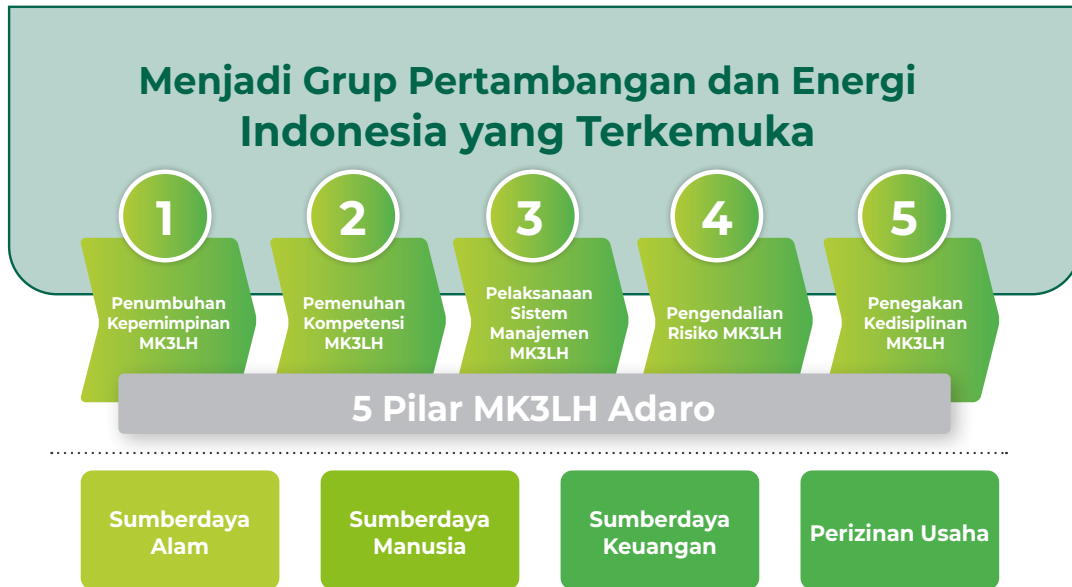 Menjadi Grup Pertambangan dan Energi
Indonesia yang Terkemuka
1
Penumbuhan
Kepemimpinan
MK3LH
2
Pemenuhan
Kompetensi
MK3LH
3
Pelaksanaan
Sistem
Manajemen
MK3LH
4
Pengendalian
Risiko MK3LH
5
Penegakan
Kedisiplinan
MK3LH
5 Pilar MK3LH Adaro
Sumberdaya
Alam
Sumberdaya
Manusia
Sumberdaya
Keuangan
Perizinan Usaha